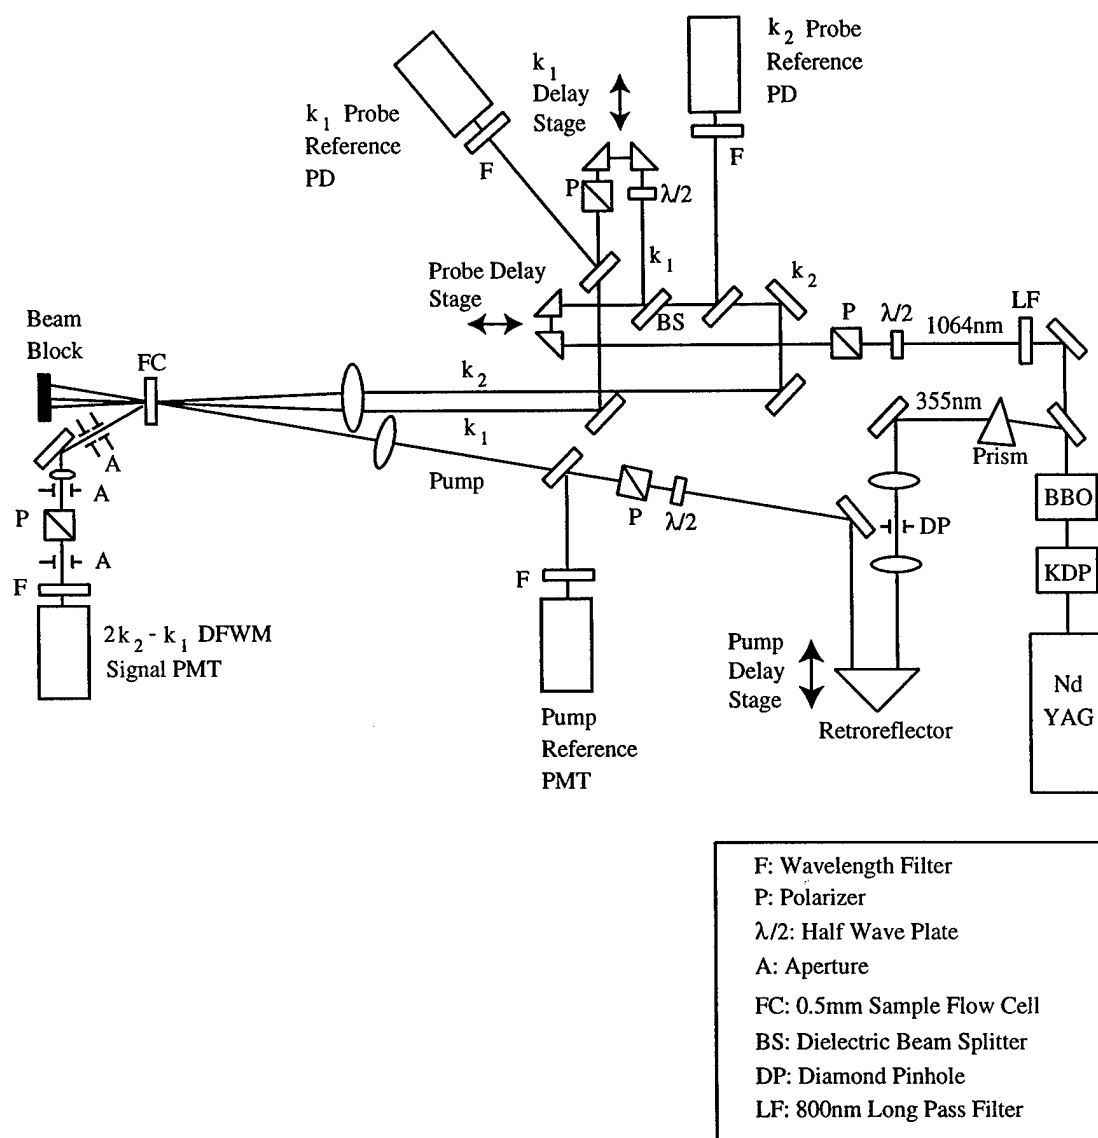 k₁ Probe
Reference
PD
F
k₁
Delay
Stage
k₂ Probe
Reference
PD
F
P
λ/2
k₁
k₂
Probe Delay
Stage
BS
P
λ/2
1064nm
LF
Beam
Block
FC
k₂
k₁
355nm
Prism
A
Pump
A
P
λ/2
DP
BBO
P
A
F
F
KDP
2k₂ - k₁ DFWM
Signal PMT
Pump
Delay
Stage
Nd
YAG
Retroreflector
Pump
Reference
PMT
F: Wavelength Filter
P: Polarizer
λ/2: Half Wave Plate
A: Aperture
FC: 0.5mm Sample Flow Cell
BS: Dielectric Beam Splitter
DP: Diamond Pinhole
LF: 800nm Long Pass Filter